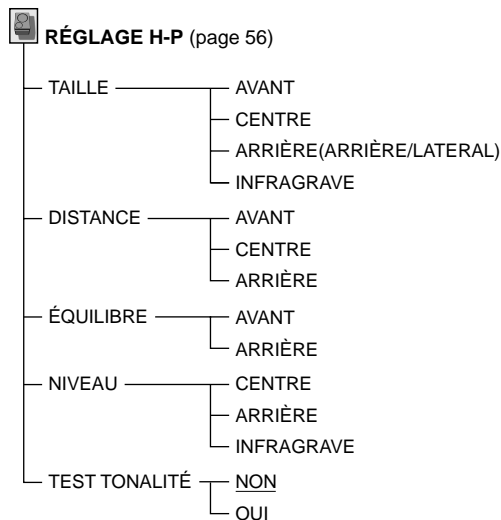 RÉGLAGE H-P (page 56)
TAILLE AVANT
CENTRE
ARRIÈRE(ARRIÈRE/LATERAL)
INFRAGRAVE
DISTANCE AVANT
CENTRE
ARRIÈRE
ÉQUILIBRE AVANT
ARRIÈRE
NIVEAU CENTRE
ARRIÈRE
INFRAGRAVE
TEST TONALITÉ NON
OUI